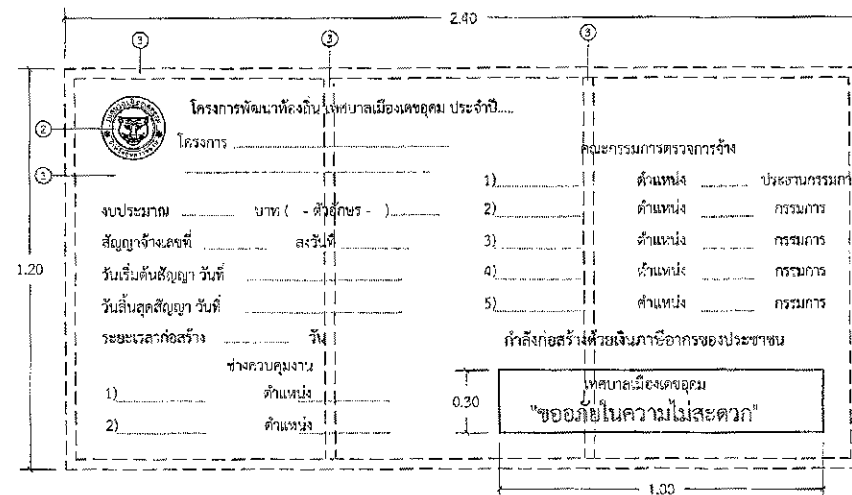 2.40
③ ③ ③
② โครงการพัฒนาท้องถิ่น เทศบาลเมืองเดชอุดม ประจำปี.....
โครงการ
①
งบประมาณ ............ บาท ( - ตัวอักษร - )............
สัญญาจ้างเลขที่ ............ ลงวันที่ ............
วันเริ่มต้นสัญญา วันที่
วันสิ้นสุดสัญญา วันที่
ระยะเวลาก่อสร้าง ............ วัน
ช่างควบคุมงาน
1) ตำแหน่ง
2) ตำแหน่ง
1.20
คณะกรรมการตรวจการจ้าง
1) ตำแหน่ง ประธานกรรมกา
2) ตำแหน่ง กรรมการ
3) ตำแหน่ง กรรมการ
4) ตำแหน่ง กรรมการ
5) ตำแหน่ง กรรมการ
กำลังก่อสร้างด้วยเงินภาษีอากรของประชาชน
0.30
เทศบาลเมืองเดชอุดม
"ขออภัยในความไม่สะดวก"
1.00